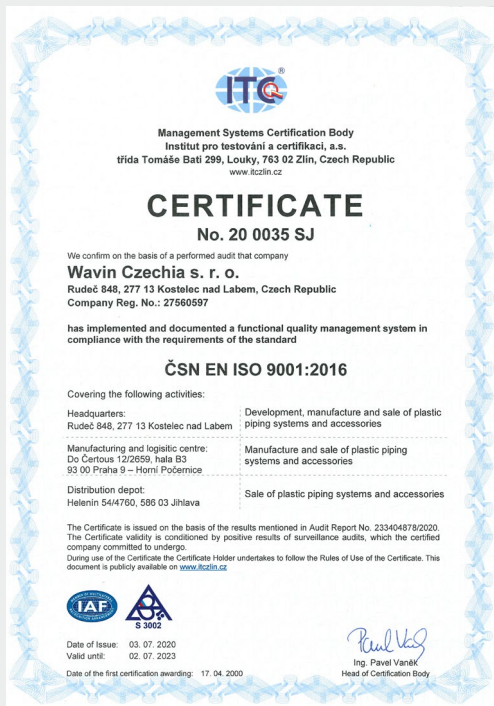 ITC®
Management Systems Certification Body
Institut pro testování a certifikaci, a.s.
třída Tomáše Bati 299, Louky, 763 02 Zlín, Czech Republic
www.itczlin.cz
CERTIFICATE
No. 20 0035 SJ
We confirm on the basis of a performed audit that company
Wavin Czechia s. r. o.
Rudeč 848, 277 13 Kostelec nad Labem, Czech Republic
Company Reg. No.: 27560597
has implemented and documented a functional quality management system in
compliance with the requirements of the standard
ČSN EN ISO 9001:2016
Covering the following activities:
Headquarters:
Rudeč 848, 277 13 Kostelec nad Labem
Development, manufacture and sale of plastic
piping systems and accessories
Manufacturing and logisitic centre:
Do Čertous 12/2659, hala B3
93 00 Praha 9 – Horní Počernice
Manufacture and sale of plastic piping
systems and accessories
Distribution depot:
Helenín 54/4760, 586 03 Jihlava
Sale of plastic piping systems and accessories
The Certificate is issued on the basis of the results mentioned in Audit Report No. 233404878/2020.
The Certificate validity is conditioned by positive results of surveillance audits, which the certified
company committed to undergo.
During use of the Certificate the Certificate Holder undertakes to follow the Rules of Use of the Certificate. This
document is publicly available on www.itczlin.cz
IAF
S 3002
Date of Issue: 03. 07. 2020
Valid until: 02. 07. 2023
Date of the first certification awarding: 17. 04. 2000
Ing. Pavel Vaněk
Head of Certification Body